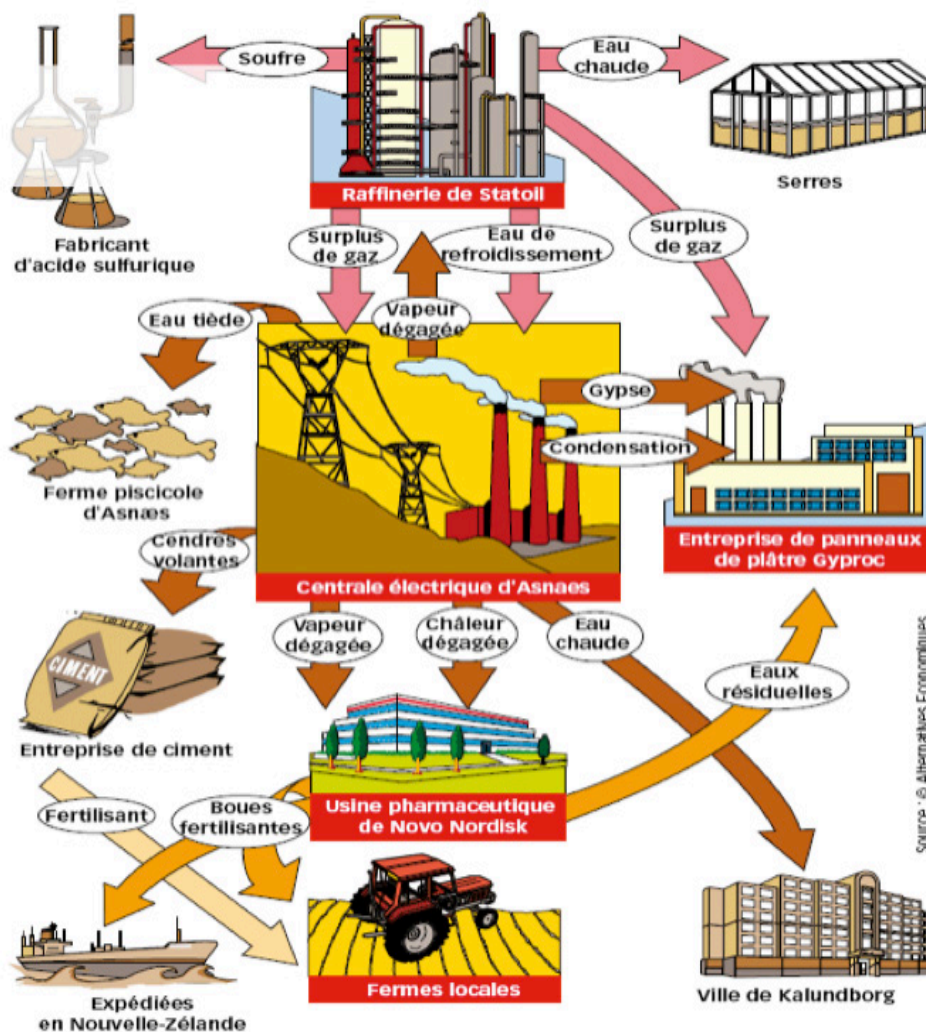 Soufre
Eau
chaude
Raffinerie de Statoil
Serres
Fabricant
d'acide sulfurique
Surplus
de gaz
Eau de
refroidissement
Surplus
de gaz
Eau tiède
Vapeur
dégagée
Gypse
Condensation
Ferme piscicole
d'Asnæs
Cendres
volantes
Centrale électrique d'Asnaes
Entreprise de panneaux
de plâtre Gyproc
Vapeur
dégagée
Châleur
dégagée
Eau
chaude
CIMENT
Eaux
résiduelles
Entreprise de ciment
Fertilisant
Boues
fertilisantes
Usine pharmaceutique
de Novo Nordisk
Source : © Alternatives Economiques
Expédiées
en Nouvelle-Zélande
Fermes locales
Ville de Kalundborg